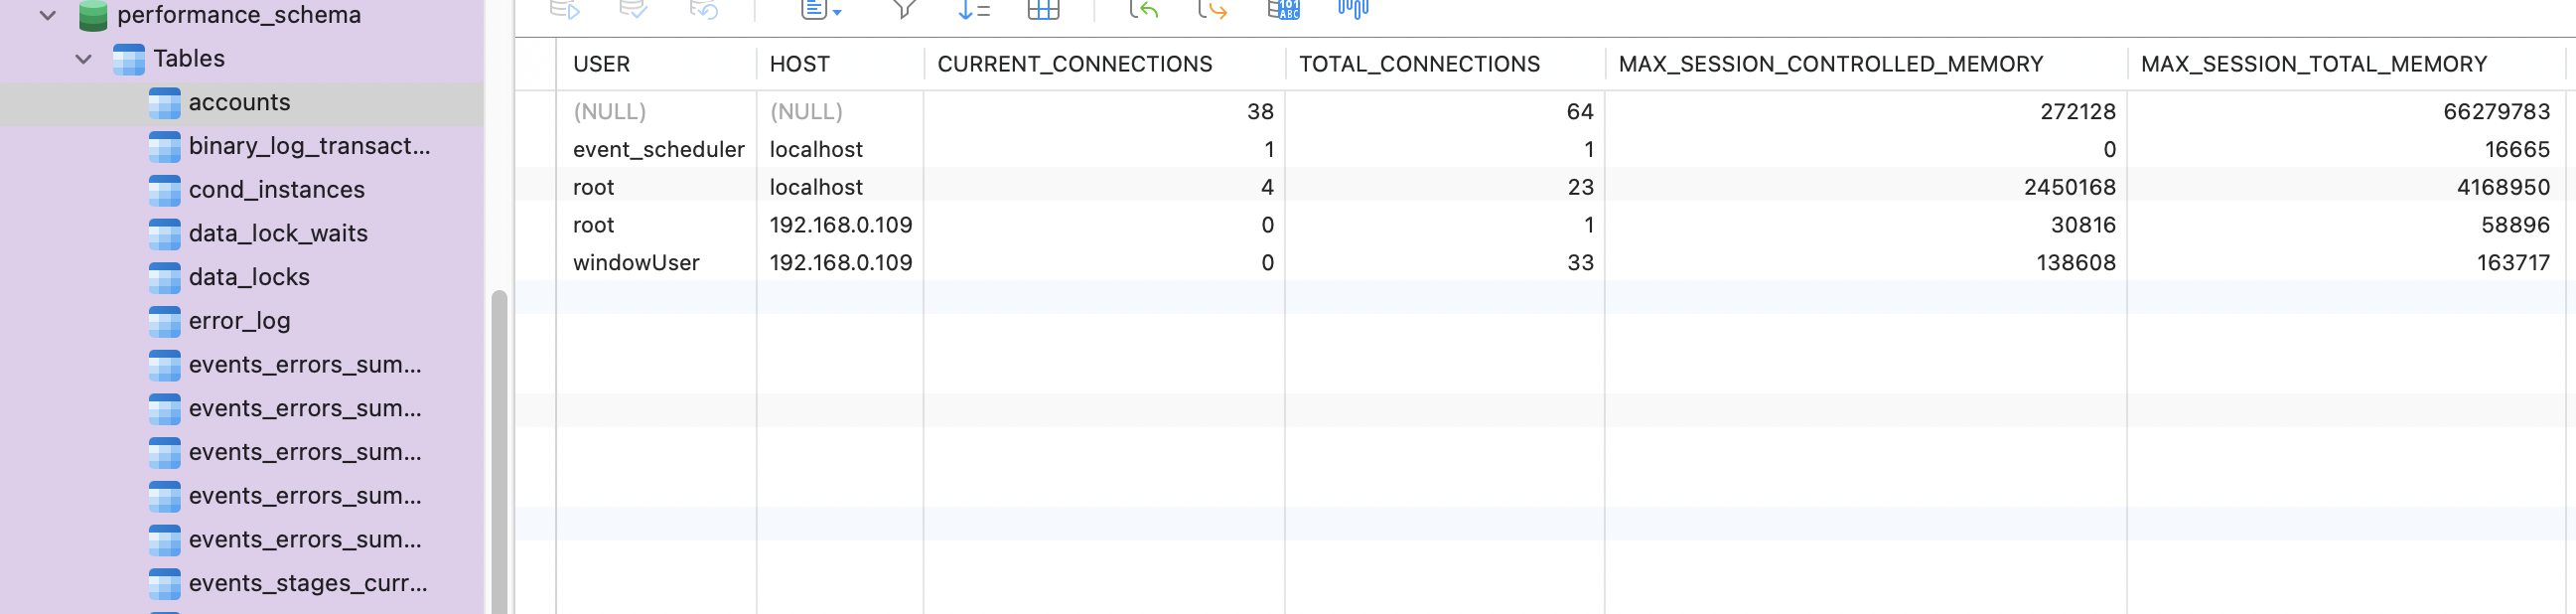 performance_schema
Tables
accounts
binary_log_transact...
cond_instances
data_lock_waits
data_locks
error_log
events_errors_sum...
events_errors_sum...
events_errors_sum...
events_errors_sum...
events_errors_sum...
events_stages_curr...
101
ABC
USER HOST CURRENT_CONNECTIONS TOTAL_CONNECTIONS MAX_SESSION_CONTROLLED_MEMORY MAX_SESSION_TOTAL_MEMORY
(NULL) (NULL) 38 64 272128 66279783
event_scheduler localhost 1 1 0 16665
root localhost 4 23 2450168 4168950
root 192.168.0.109 0 1 30816 58896
windowUser 192.168.0.109 0 33 138608 163717